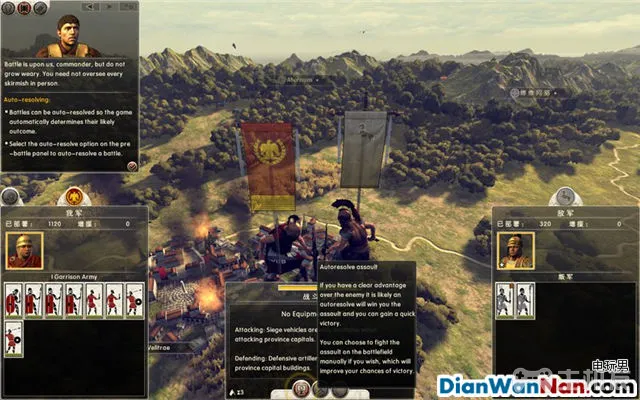 Battle is upon us, commander, but do not
grow weary. You need not oversee every
skirmish in person.
Auto-resolving:
• Battles can be auto-resolved so the game
automatically determines their likely
outcome.
• Select the auto-resolve option on the pre
-battle panel to auto-resolve a battle.
我军
已部署: 1120 增援: 0
I Garrison Army
敌军
已部署: 320 增援: 0
叛军
Velitrae
No Equipme
Attacking: Siege vehicles are
attacking province capitals.
Defending: Defensive artiller
province capital buildings.
Autoresolve assault
If you have a clear advantage
over the enemy it is likely an
autoresolve will win you the
assault and you can gain a quick
victory.
You can choose to fight the
assault on the battlefield
manually if you wish, which will
improve your chances of victory.
电玩男
DianWanNan.com